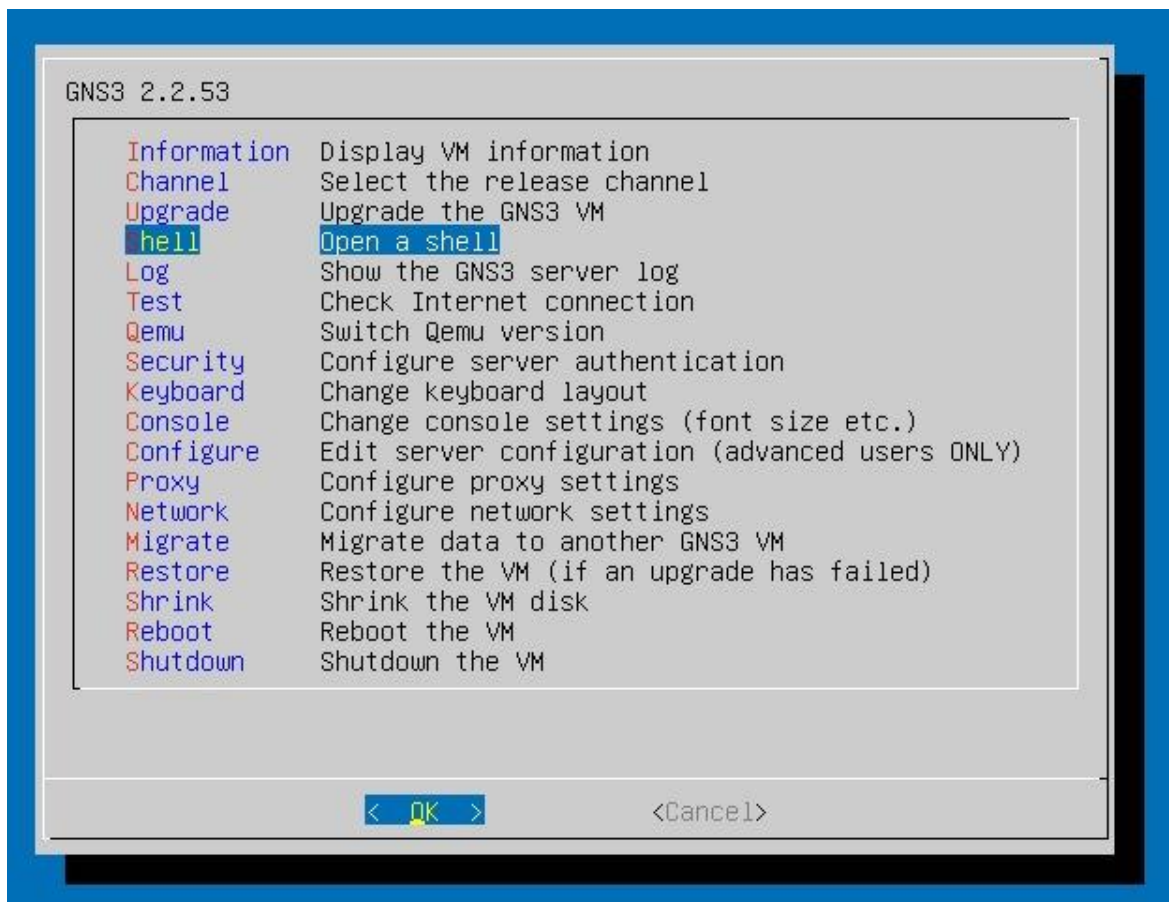 GNS3 2.2.53
Information Display VM information
Channel Select the release channel
Upgrade Upgrade the GNS3 VM
Shell Open a shell
Log Show the GNS3 server log
Test Check Internet connection
Qemu Switch Qemu version
Security Configure server authentication
Keyboard Change keyboard layout
Console Change console settings (font size etc.)
Configure Edit server configuration (advanced users ONLY)
Proxy Configure proxy settings
Network Configure network settings
Migrate Migrate data to another GNS3 VM
Restore Restore the VM (if an upgrade has failed)
Shrink Shrink the VM disk
Reboot Reboot the VM
Shutdown Shutdown the VM
< OK > <Cancel>